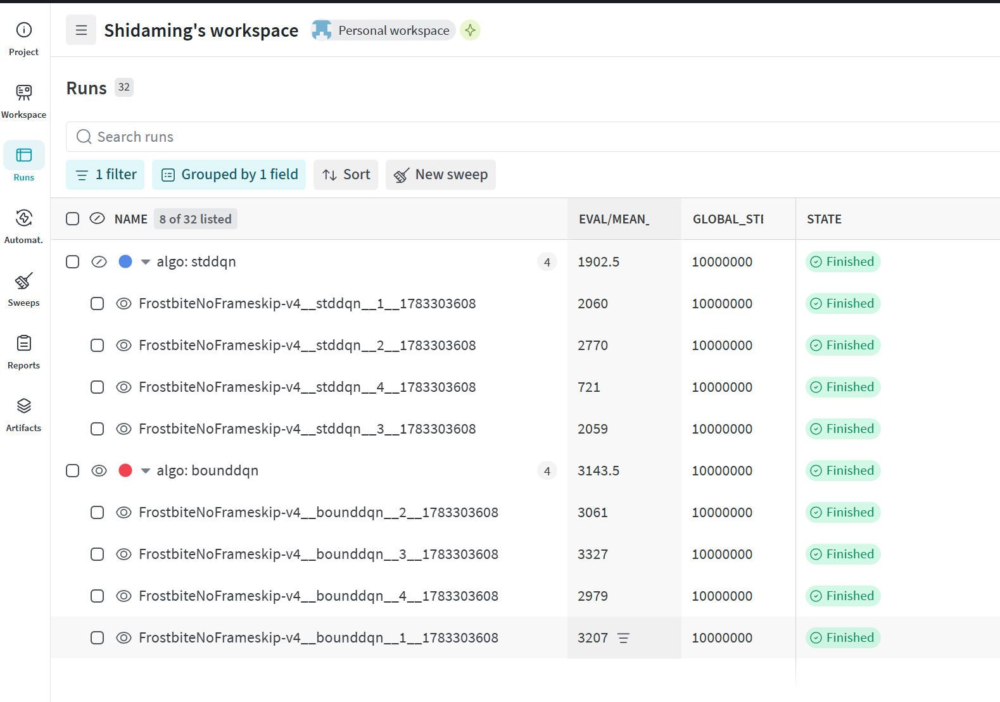 Project
Workspace
Runs
Automat.
Sweeps
Reports
Artifacts
Shidaming's workspace Personal workspace
Runs 32
Search runs
1 filter Grouped by 1 field Sort New sweep
NAME 8 of 32 listed EVAL/MEAN_ GLOBAL_STE STATE
algo: stddqn 4 1902.5 10000000 Finished
FrostbiteNoFrameskip-v4__stddqn__1__1783303608 2060 10000000 Finished
FrostbiteNoFrameskip-v4__stddqn__2__1783303608 2770 10000000 Finished
FrostbiteNoFrameskip-v4__stddqn__4__1783303608 721 10000000 Finished
FrostbiteNoFrameskip-v4__stddqn__3__1783303608 2059 10000000 Finished
algo: bounddqn 4 3143.5 10000000 Finished
FrostbiteNoFrameskip-v4__bounddqn__2__1783303608 3061 10000000 Finished
FrostbiteNoFrameskip-v4__bounddqn__3__1783303608 3327 10000000 Finished
FrostbiteNoFrameskip-v4__bounddqn__4__1783303608 2979 10000000 Finished
FrostbiteNoFrameskip-v4__bounddqn__1__1783303608 3207 10000000 Finished